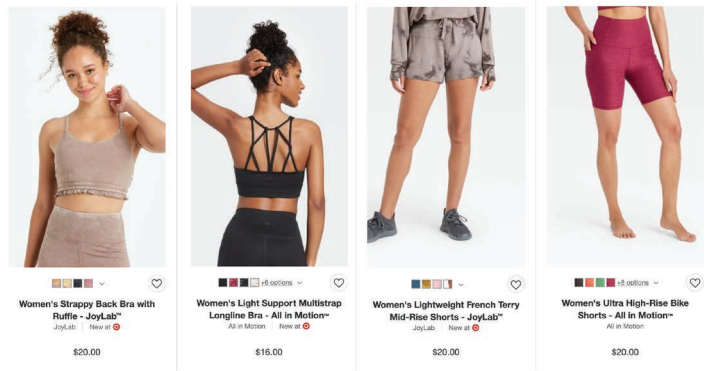 Women's Strappy Back Bra with
Ruffle - JoyLab™
JoyLab | New at
$20.00
+6 options
Women's Light Support Multistrap
Longline Bra - All in Motion™
All in Motion | New at
$16.00
Women's Lightweight French Terry
Mid-Rise Shorts - JoyLab™
JoyLab | New at
$20.00
+8 options
Women's Ultra High-Rise Bike
Shorts - All in Motion™
All in Motion
$20.00